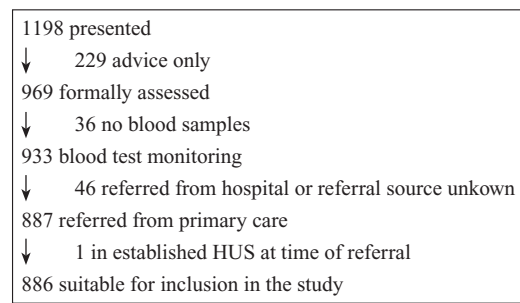 1198 presented
229 advice only
969 formally assessed
36 no blood samples
933 blood test monitoring
46 referred from hospital or referral source unkown
887 referred from primary care
1 in established HUS at time of referral
886 suitable for inclusion in the study